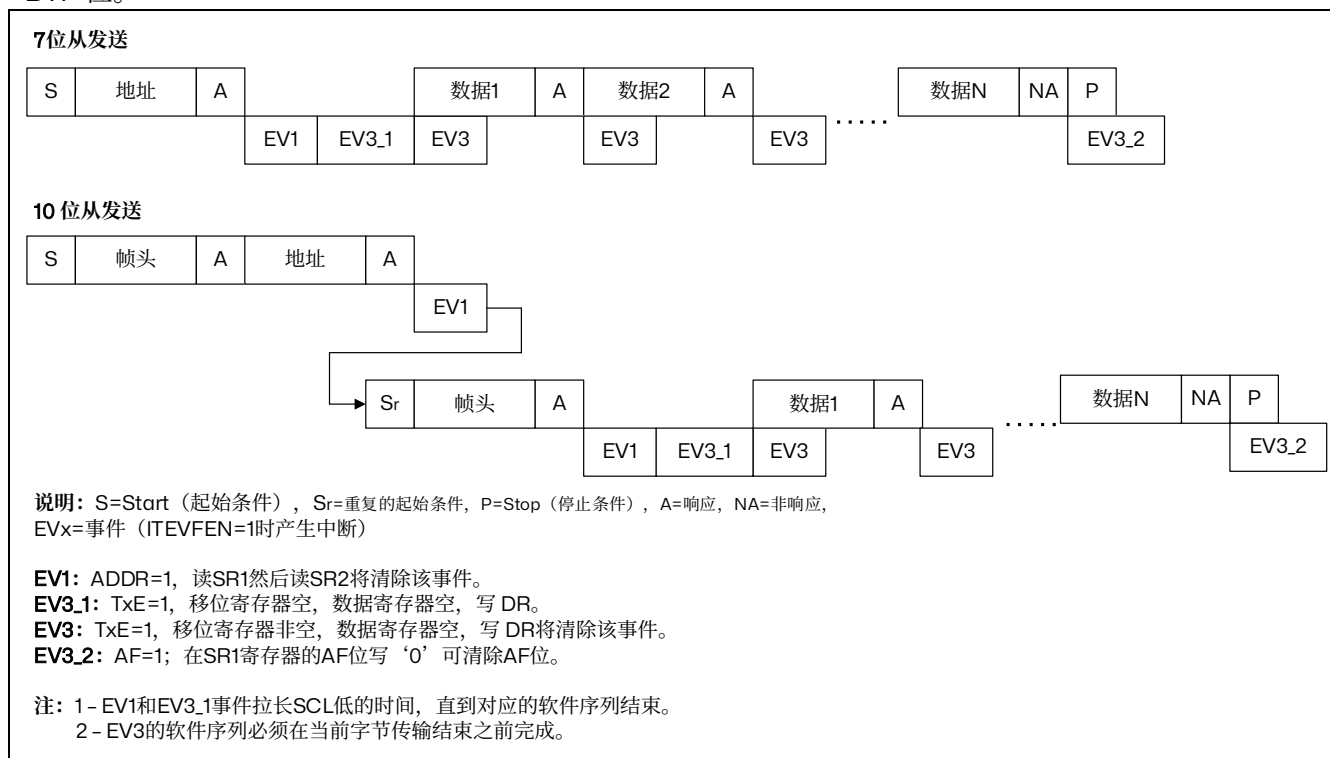 7位从发送
S 地址 A 数据1 A 数据2 A ..... 数据N NA P
EV1 EV3_1 EV3 EV3 EV3 EV3_2
10 位从发送
S 帧头 A 地址 A
EV1
Sr 帧头 A 数据1 A ..... 数据N NA P
EV1 EV3_1 EV3 EV3 EV3_2
说明：S=Start（起始条件），Sr=重复的起始条件，P=Stop（停止条件），A=响应，NA=非响应，
EVx=事件（ITEVFEN=1时产生中断）
EV1：ADDR=1，读SR1然后读SR2将清除该事件。
EV3_1：TxE=1，移位寄存器空，数据寄存器空，写 DR。
EV3：TxE=1，移位寄存器非空，数据寄存器空，写 DR将清除该事件。
EV3_2：AF=1；在SR1寄存器的AF位写‘0’可清除AF位。
注：1 – EV1和EV3_1事件拉长SCL低的时间，直到对应的软件序列结束。
2 – EV3的软件序列必须在当前字节传输结束之前完成。